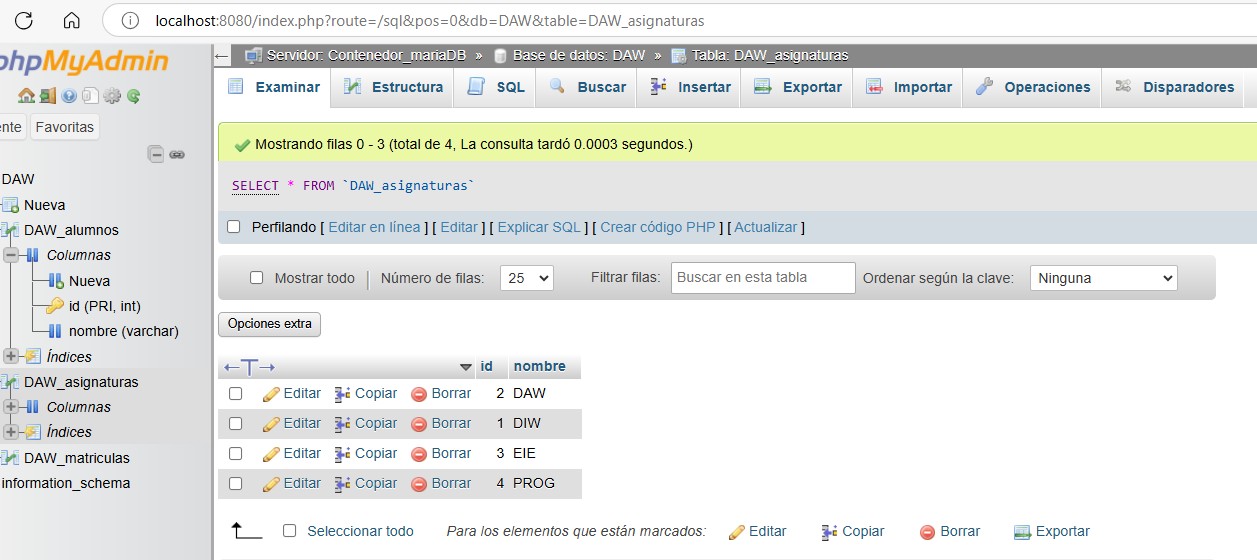 localhost:8080/index.php?route=/sql&pos=0&db=DAW&table=DAW_asignaturas
phpMyAdmin
Servidor: Contenedor_mariaDB » Base de datos: DAW » Tabla: DAW_asignaturas
Examinar Estructura SQL Buscar Insertar Exportar Importar Operaciones Disparadores
ente Favoritas
DAW
Nueva
DAW_alumnos
Columnas
Nueva
id (PRI, int)
nombre (varchar)
Índices
DAW_asignaturas
Columnas
Índices
DAW_matriculas
information_schema
Mostrando filas 0 - 3 (total de 4, La consulta tardó 0.0003 segundos.)
SELECT * FROM `DAW_asignaturas`
Perfilando [ Editar en línea ] [ Editar ] [ Explicar SQL ] [ Crear código PHP ] [ Actualizar ]
Mostrar todo | Número de filas: 25 Filtrar filas: Buscar en esta tabla Ordenar según la clave: Ninguna
Opciones extra
←T→ id nombre
Editar Copiar Borrar 2 DAW
Editar Copiar Borrar 1 DIW
Editar Copiar Borrar 3 EIE
Editar Copiar Borrar 4 PROG
Seleccionar todo Para los elementos que están marcados: Editar Copiar Borrar Exportar